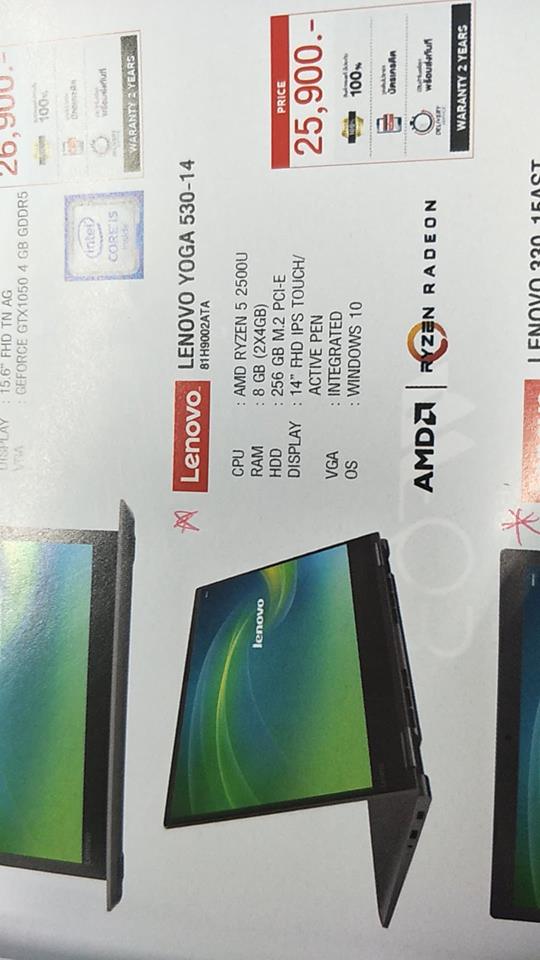 DISPLAY : 15.6" FHD TN AG
VGA : GEFORCE GTX1050 4 GB GDDR5
26,900.-
100%
บัตรเครดิต
พร้อมส่งทันที
DELIVERY
WARANTY 2 YEARS
intel
CORE i5
inside
Lenovo
Lenovo
LENOVO YOGA 530-14
81H9002ATA
CPU : AMD RYZEN 5 2500U
RAM : 8 GB (2X4GB)
HDD : 256 GB M.2 PCI-E
DISPLAY : 14" FHD IPS TOUCH/
ACTIVE PEN
VGA : INTEGRATED
OS : WINDOWS 10
lenovo
AMD
RYZEN RADEON
PRICE
25,900.-
100%
100%
บัตรเครดิต
พร้อมส่งทันที
DELIVERY
WARANTY 2 YEARS
LENOVO 330-15AST